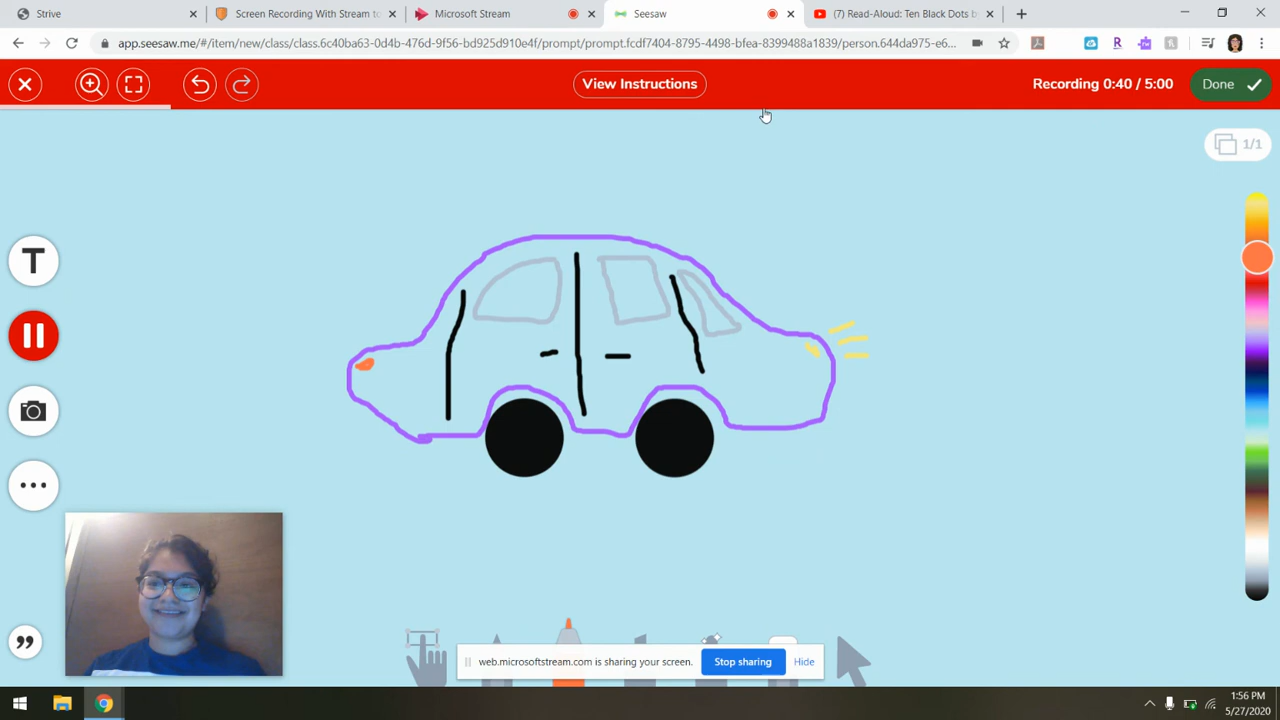 Strive
Screen Recording With Stream to
Microsoft Stream
Seesaw
(7) Read-Aloud: Ten Black Dots b
app.seesaw.me/#/item/new/class/class.6c40ba63-0d4b-476d-9f56-bd925d910e4f/prompt/prompt.fcdf7404-8795-4498-bfea-8399488a1839/person.644da975-e6...
View Instructions
Recording 0:40 / 5:00
Done
1/1
T
web.microsoftstream.com is sharing your screen.
Stop sharing
Hide
1:56 PM
5/27/2020